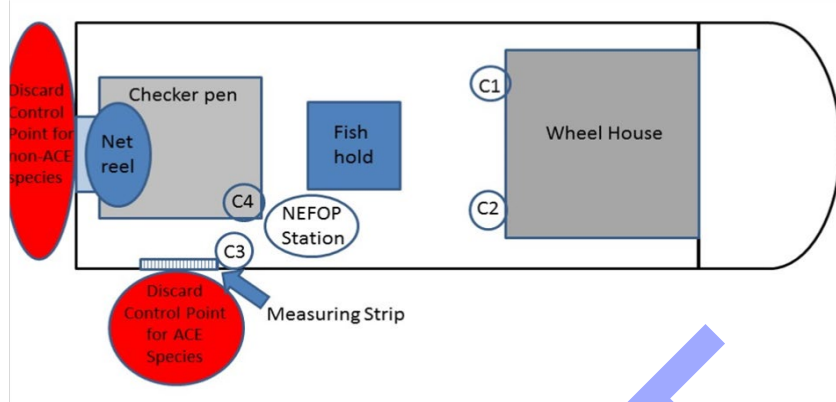 Discard
Control
Point for
non-ACE
species
Checker pen
Net
reel
C4
C3
Fish
hold
NEFOP
Station
C1
C2
Wheel House
Discard
Control Point
for ACE
Species
Measuring Strip